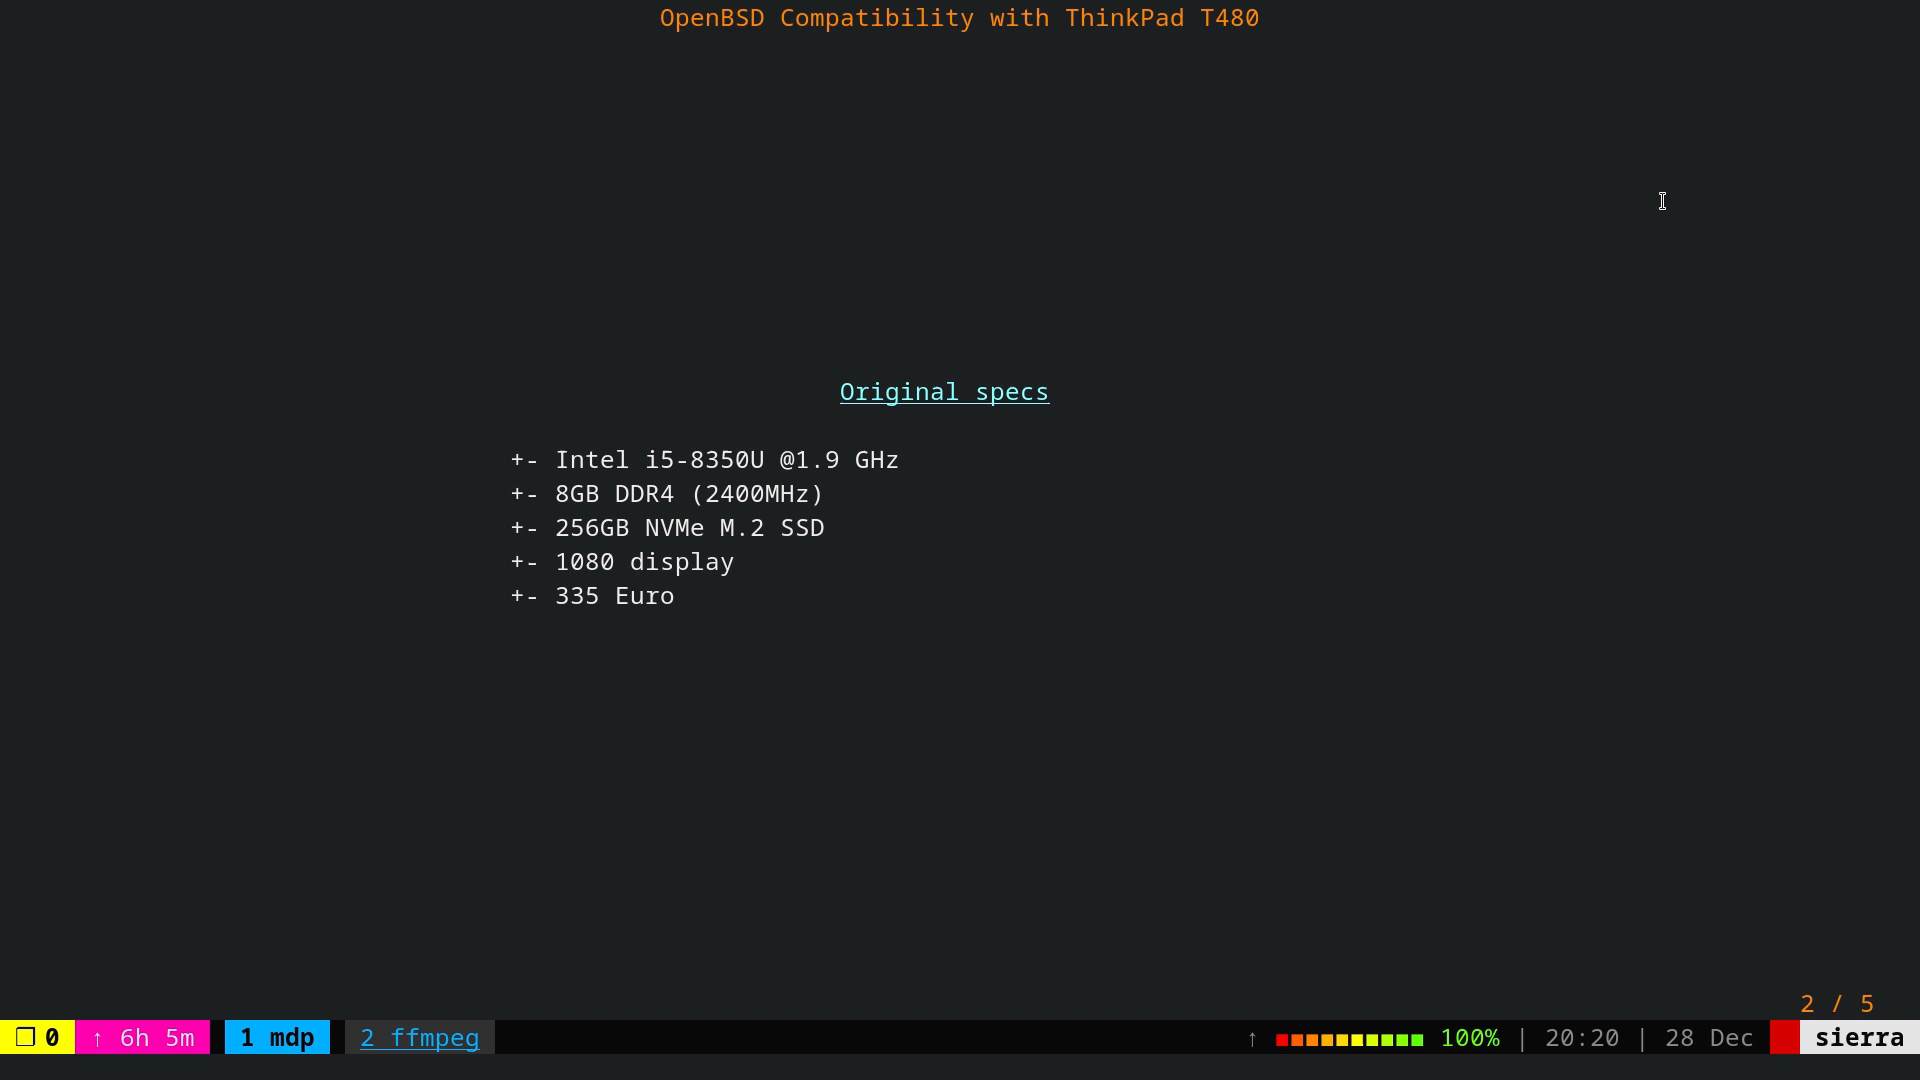 OpenBSD Compatibility with ThinkPad T480
Original specs
+- Intel i5-8350U @1.9 GHz
+- 8GB DDR4 (2400MHz)
+- 256GB NVMe M.2 SSD
+- 1080 display
+- 335 Euro
2 / 5
❐ 0 ↑ 6h 5m 1 mdp 2 ffmpeg ↑ ■■■■■■■■■■ 100% | 20:20 | 28 Dec sierra